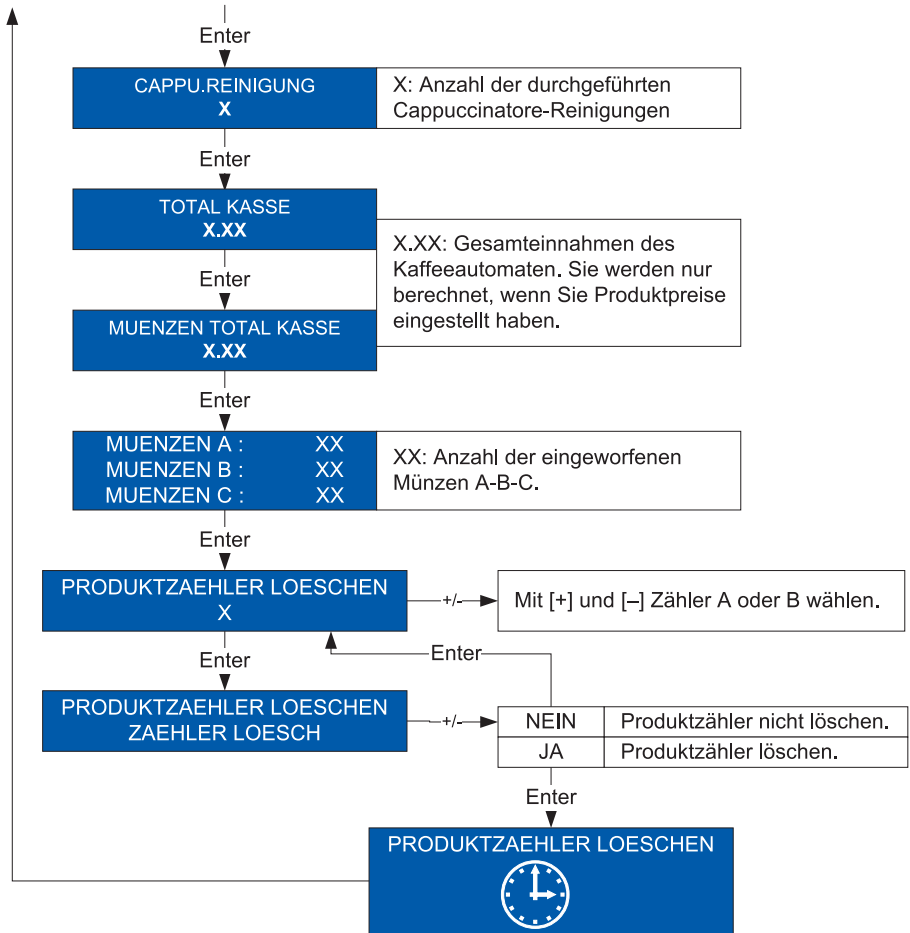 Enter
CAPPU.REINIGUNG
X
X: Anzahl der durchgeführten
Cappuccinatore-Reinigungen
Enter
TOTAL KASSE
X.XX
X.XX: Gesamteinnahmen des
Kaffeeautomaten. Sie werden nur
berechnet, wenn Sie Produktpreise
eingestellt haben.
Enter
MUENZEN TOTAL KASSE
X.XX
Enter
MUENZEN A : XX
MUENZEN B : XX
MUENZEN C : XX
XX: Anzahl der eingeworfenen
Münzen A-B-C.
Enter
PRODUKTZAEHLER LOESCHEN
X
+/-
Mit [+] und [–] Zähler A oder B wählen.
Enter
Enter
PRODUKTZAEHLER LOESCHEN
ZAEHLER LOESCH
+/-
NEIN Produktzähler nicht löschen.
JA Produktzähler löschen.
Enter
PRODUKTZAEHLER LOESCHEN